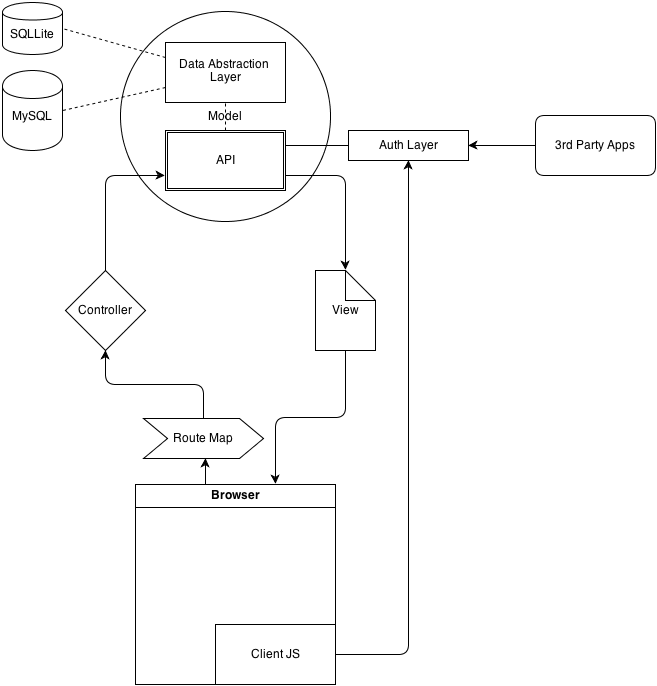 SQLLite
MySQL
Data Abstraction
Layer
Model
API
Auth Layer
3rd Party Apps
Controller
View
Route Map
Browser
Client JS